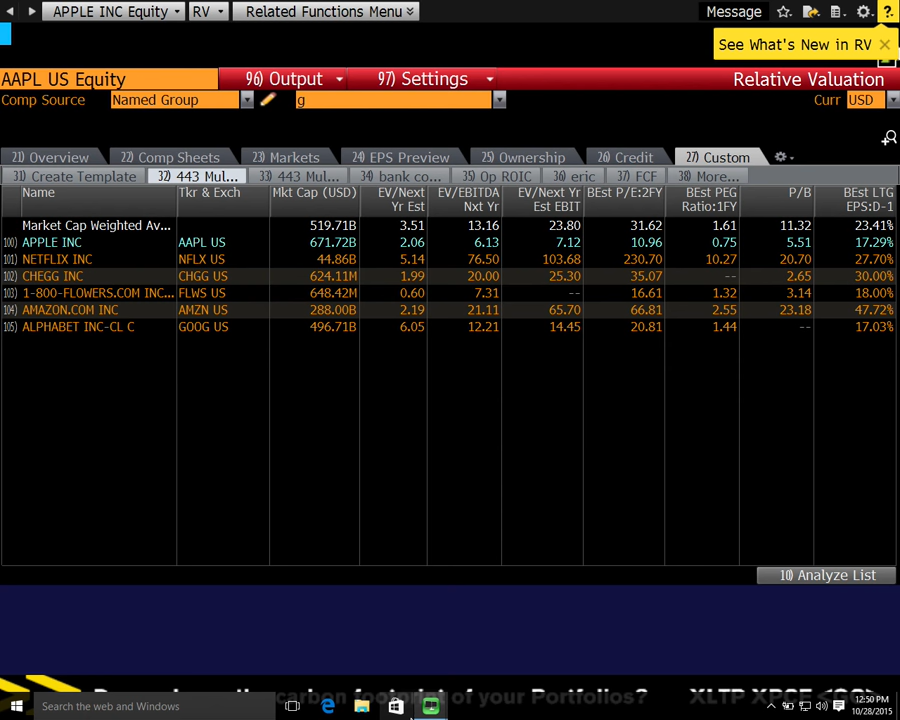 APPLE INC Equity RV Related Functions Menu Message ?
See What's New in RV ×
AAPL US Equity 96) Output 97) Settings Relative Valuation
Comp Source Named Group g Curr USD
21) Overview 22) Comp Sheets 23) Markets 24) EPS Preview 25) Ownership 26) Credit 27) Custom
31) Create Template 32) 443 Mul... 33) 443 Mul... 34) bank co... 35) Op ROIC 36) eric 37) FCF 38) More...
Name Tkr & Exch Mkt Cap (USD) EV/Next EV/EBITDA EV/Next Yr BEst P/E:2FY BEst PEG P/B BEst LTG
Yr Est Nxt Yr Est EBIT Ratio:1FY EPS:D-1
Market Cap Weighted Av... 519.71B 3.51 13.16 23.80 31.62 1.61 11.32 23.41%
100) APPLE INC AAPL US 671.72B 2.06 6.13 7.12 10.96 0.75 5.51 17.29%
101) NETFLIX INC NFLX US 44.86B 5.14 76.50 103.68 230.70 10.27 20.70 27.70%
102) CHEGG INC CHGG US 624.11M 1.99 20.00 25.30 35.07 -- 2.65 30.00%
103) 1-800-FLOWERS.COM INC... FLWS US 648.42M 0.60 7.31 -- 16.61 1.32 3.14 18.00%
104) AMAZON.COM INC AMZN US 288.00B 2.19 21.11 65.70 66.81 2.55 23.18 47.72%
105) ALPHABET INC-CL C GOOG US 496.71B 6.05 12.21 14.45 20.81 1.44 -- 17.03%
10) Analyze List
carbon footprint of your Portfolios? XLTP XPCF <GO>
Search the web and Windows 12:50 PM
10/28/2015